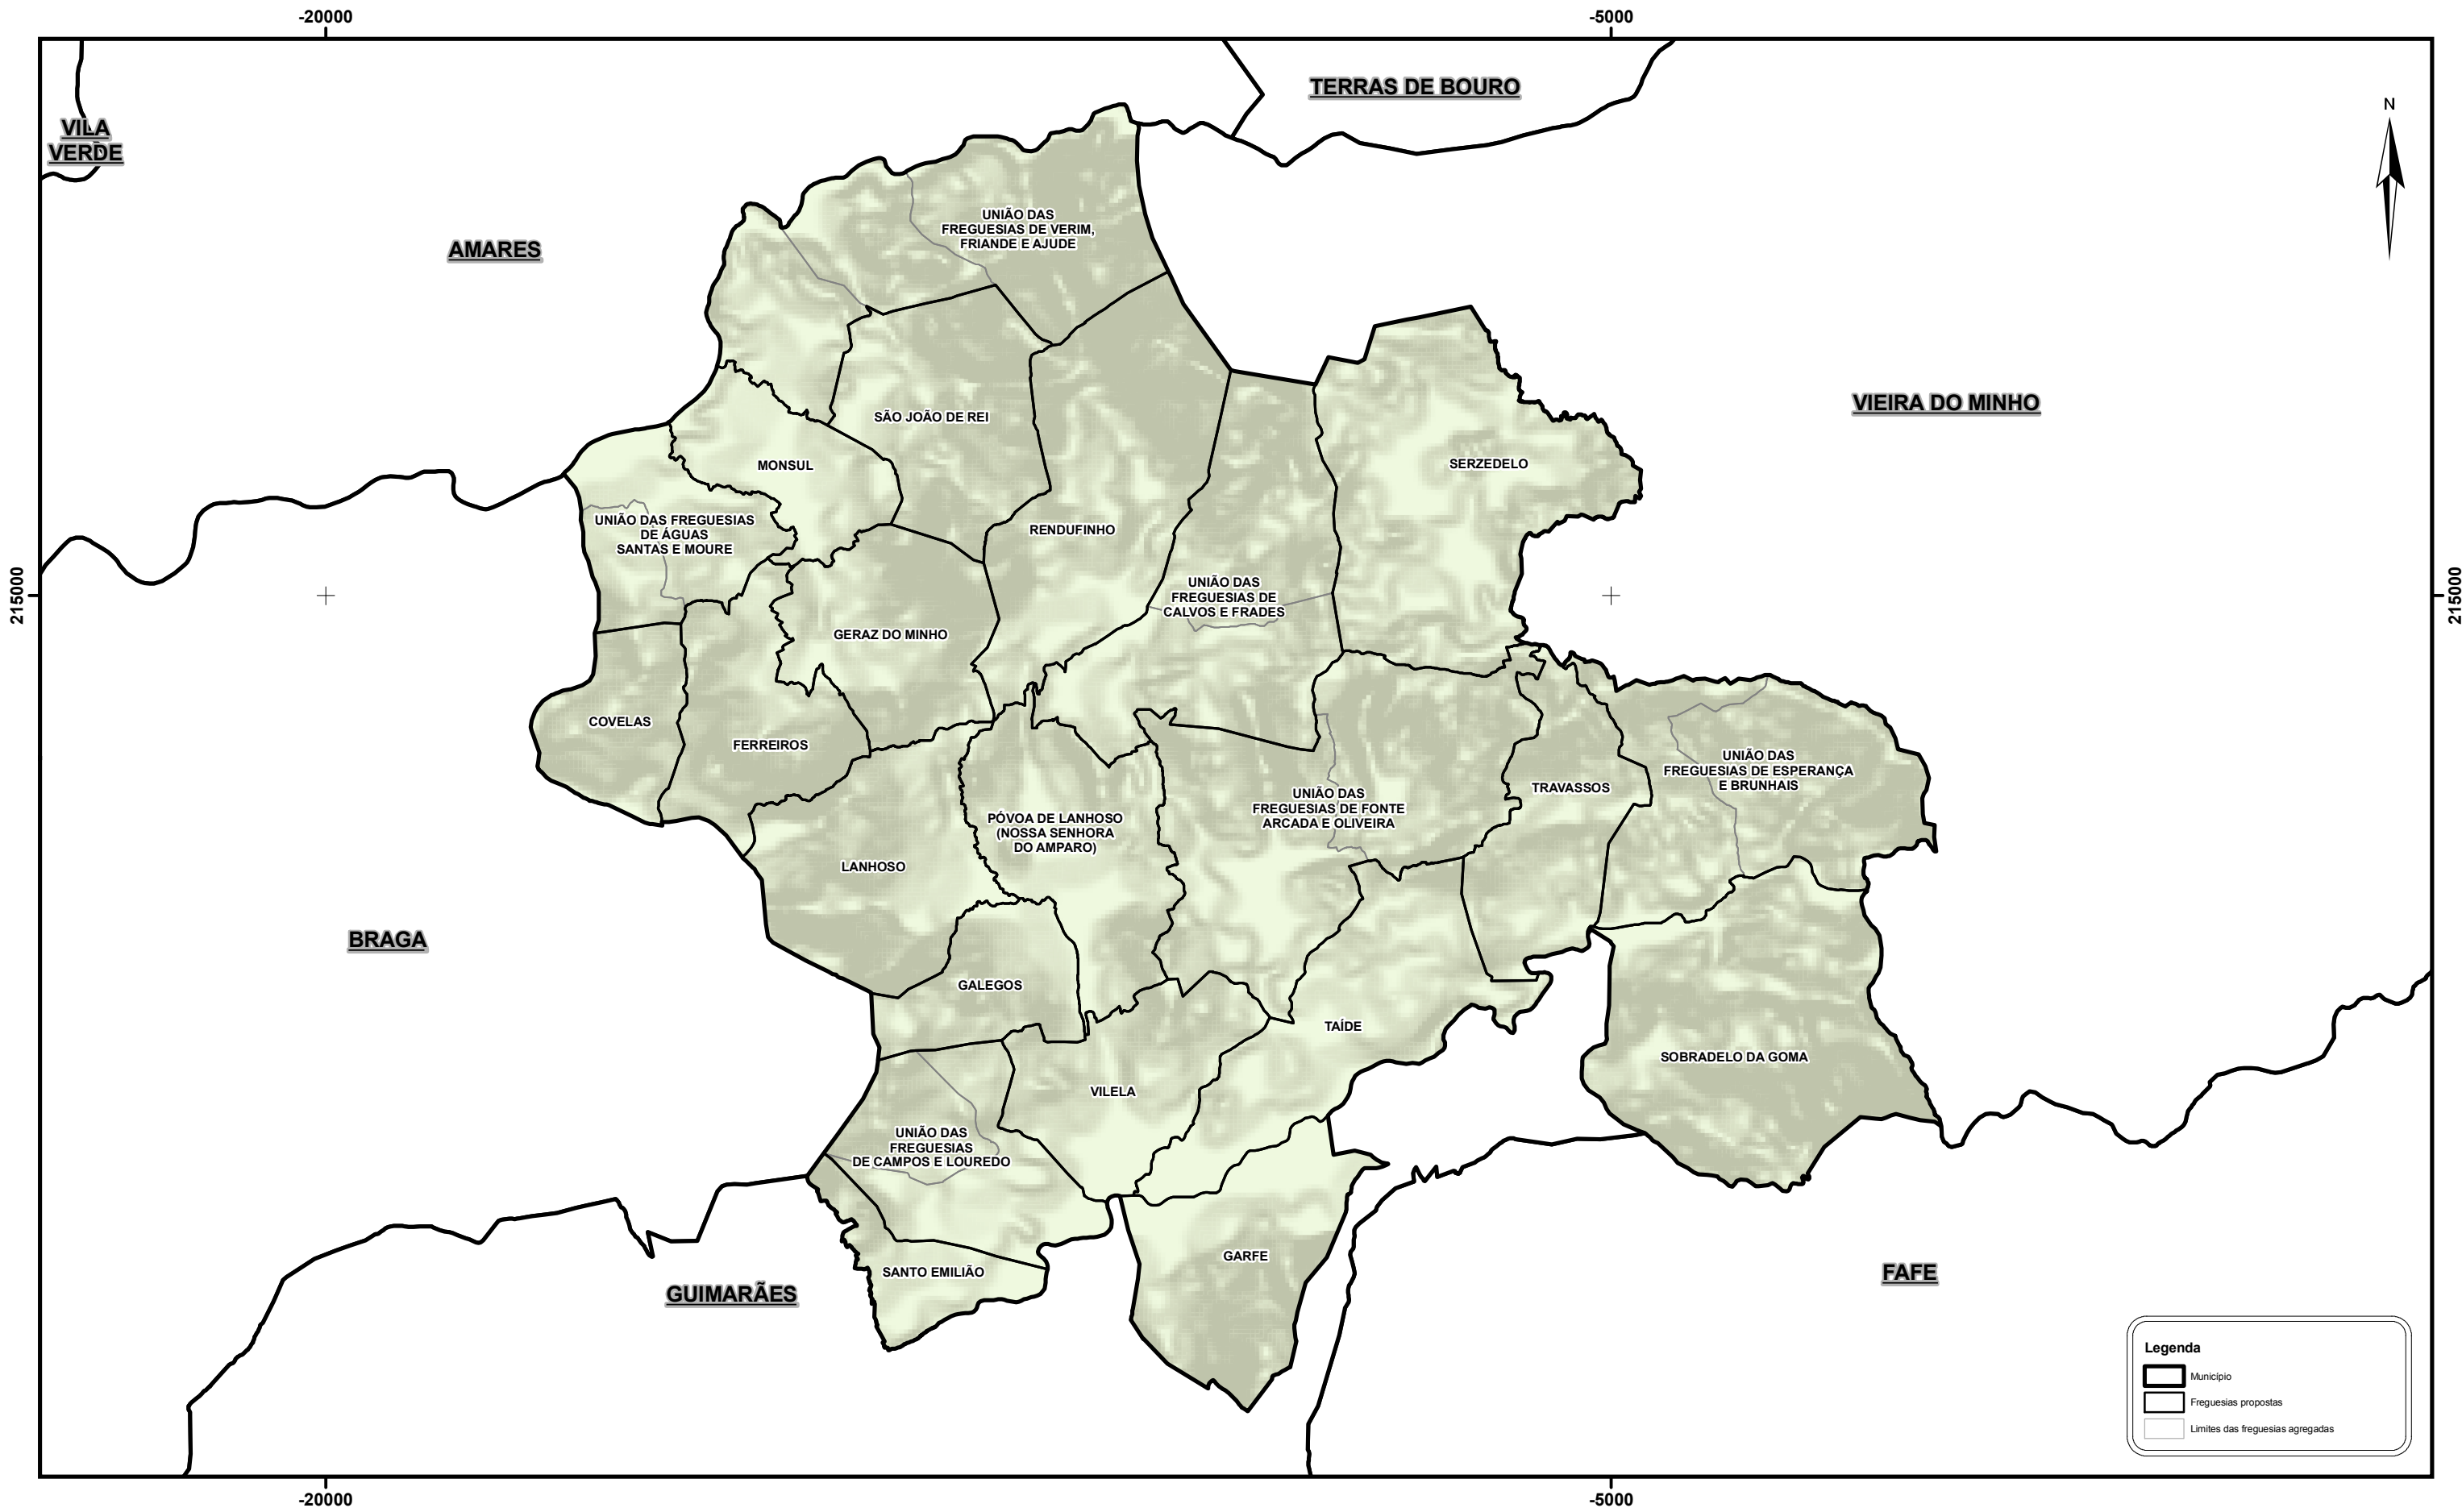 -20000
-5000
TERRAS DE BOURO
N
VILA
VERDE
UNIÃO DAS
FREGUESIAS DE VERIM,
FRIANDE E AJUDE
AMARES
VIEIRA DO MINHO
SÃO JOÃO DE REI
MONSUL
SERZEDELO
UNIÃO DAS FREGUESIAS
DE ÁGUAS
SANTAS E MOURE
RENDUFINHO
215000
215000
UNIÃO DAS
FREGUESIAS DE
CALVOS E FRADES
GERAZ DO MINHO
COVELAS
FERREIROS
UNIÃO DAS
FREGUESIAS DE ESPERANÇA
E BRUNHAIS
TRAVASSOS
UNIÃO DAS
FREGUESIAS DE FONTE
ARCADA E OLIVEIRA
PÓVOA DE LANHOSO
(NOSSA SENHORA
DO AMPARO)
LANHOSO
BRAGA
GALEGOS
TAÍDE
SOBRADELO DA GOMA
VILELA
UNIÃO DAS
FREGUESIAS
DE CAMPOS E LOUREDO
GARFE
SANTO EMILIÃO
FAFE
GUIMARÃES
Legenda
Município
Freguesias propostas
Limites das freguesias agregadas
-20000
-5000